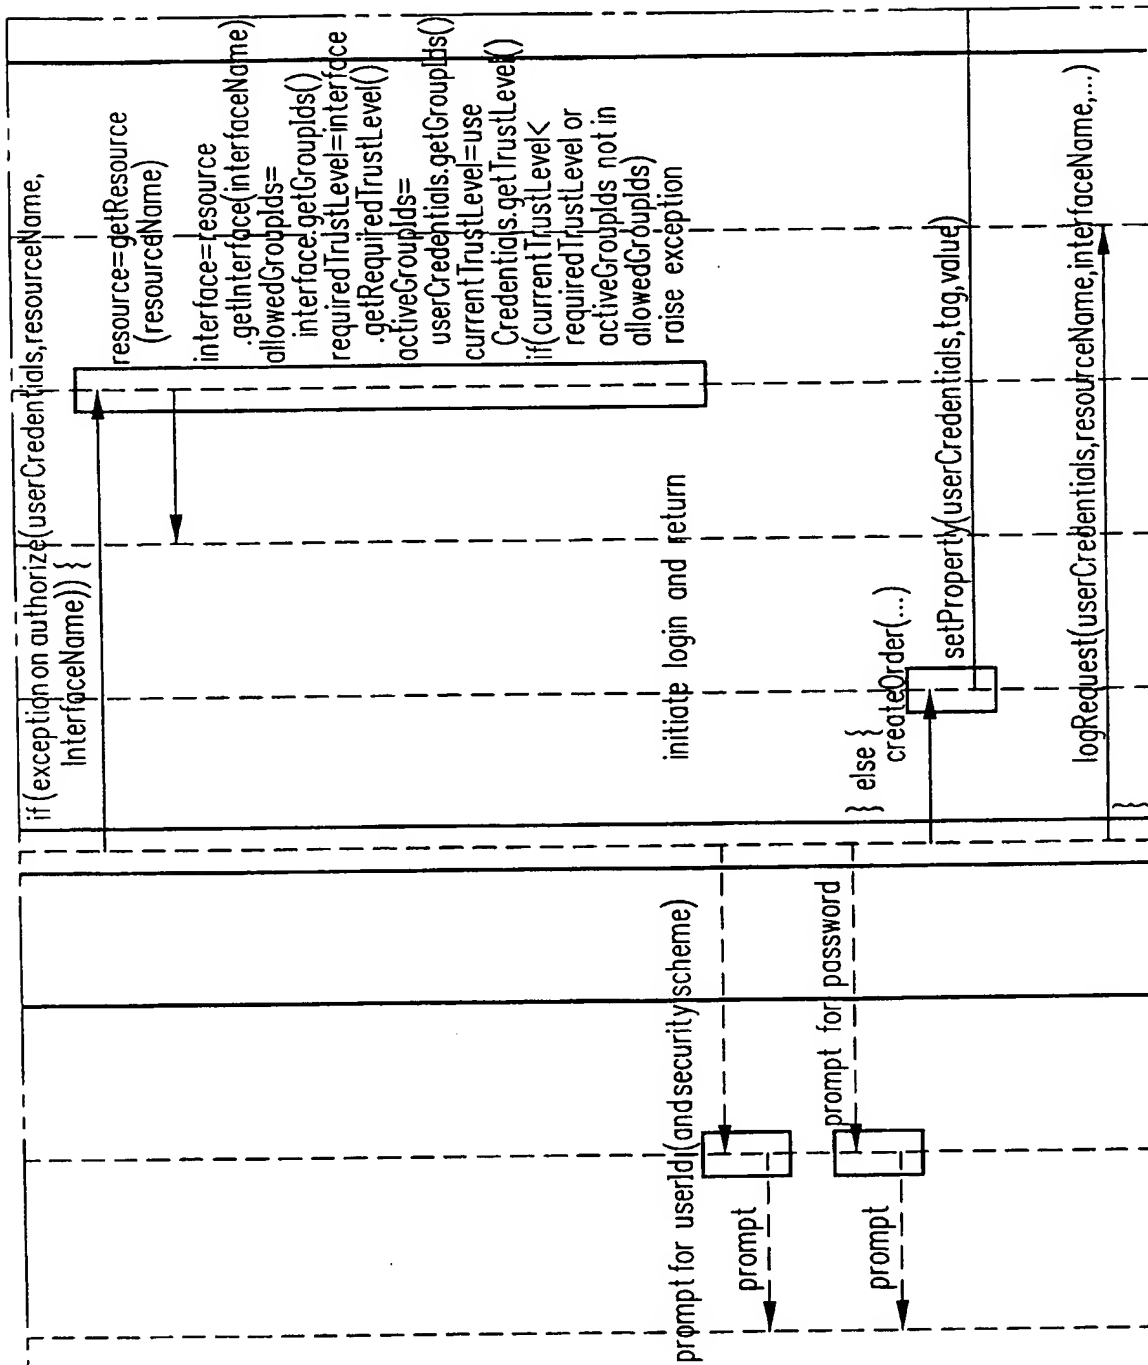 if(exception on authorize(userCredentials,resourceName,
InterfaceName)) {
resource=getResource
(resourceName)
interface=resource
.getInterface(interfaceName)
allowedGroupIds=
interface.getGroupIds()
requiredTrustLevel=interface
.getRequiredTrustLevel()
activeGroupIds=
userCredentials.getGroupIds()
currentTrustLevel=use
Credentials.getTrustLevel()
if(currentTrustLevel<
requiredTrustLevel or
activeGroupIds not in
allowedGroupIds)
raise exception
initiate login and return
prompt for userId(and security scheme)
prompt
prompt for password
prompt
} else {
createOrder(...)
setProperty(userCredentials,tag,value)
logRequest(userCredentials,resourceName,interfaceName,...)
}